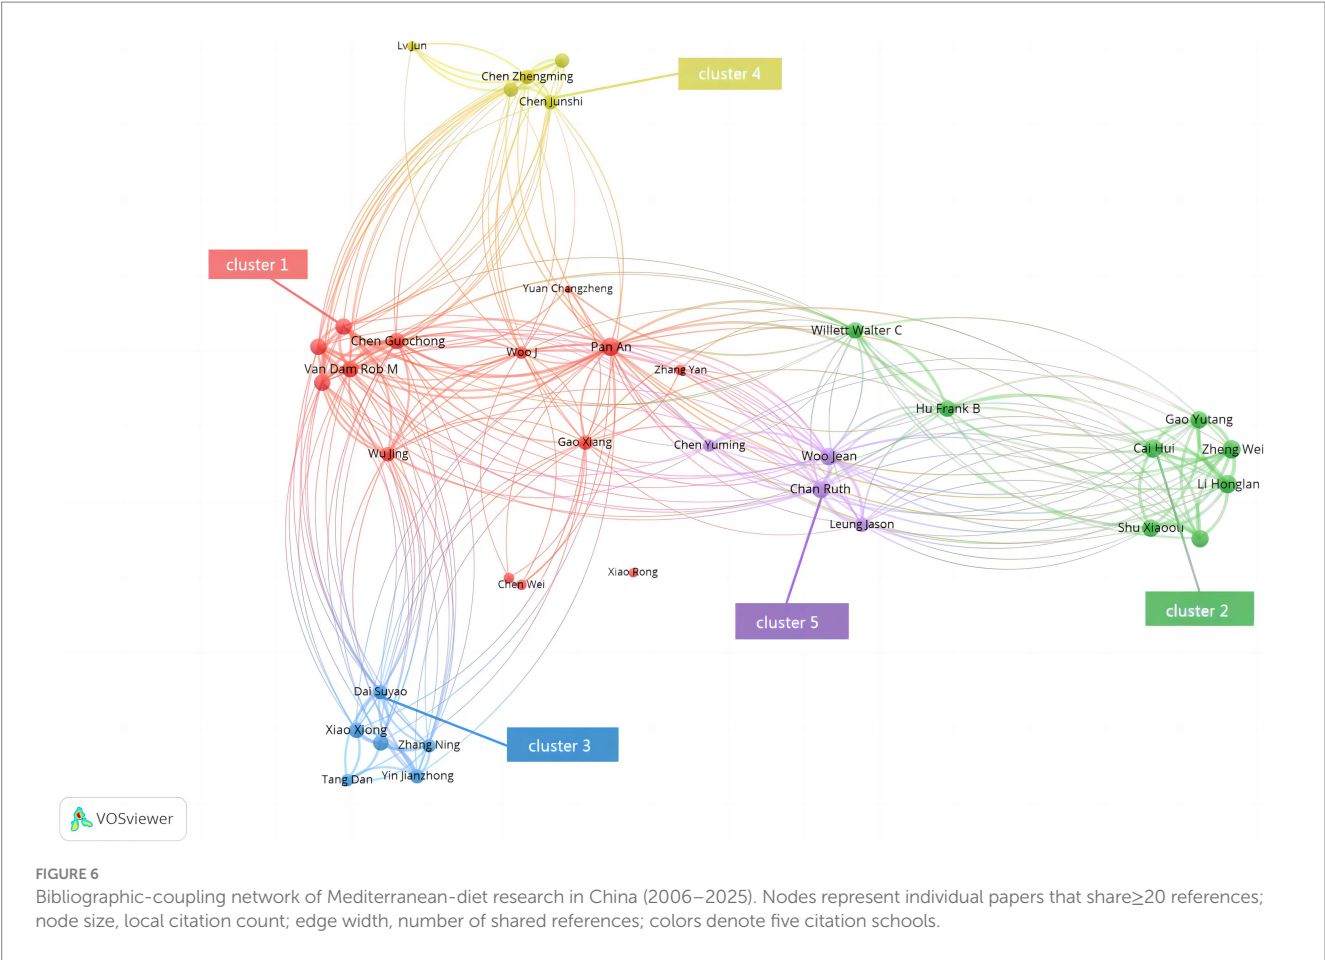 Lv Jun
Chen Zhengming
cluster 4
Chen Junshi
cluster 1
Yuan Changzheng
Willett Walter C
Chen Guochong
Woo J
Pan An
Van Dam Rob M
Zhang Yan
Hu Frank B
Gao Yutang
Wu Jing
Gao Xiang
Chen Yuming
Woo Jean
Cai Hui
Zheng Wei
Chan Ruth
Li Honglan
Leung Jason
Shu Xiaoou
Chen Wei
Xiao Rong
cluster 5
cluster 2
Dai Suyao
Xiao Xiong
Zhang Ning
cluster 3
Tang Dan
Yin Jianzhong
VOSviewer
FIGURE 6
Bibliographic-coupling network of Mediterranean-diet research in China (2006–2025). Nodes represent individual papers that share≥20 references;
node size, local citation count; edge width, number of shared references; colors denote five citation schools.